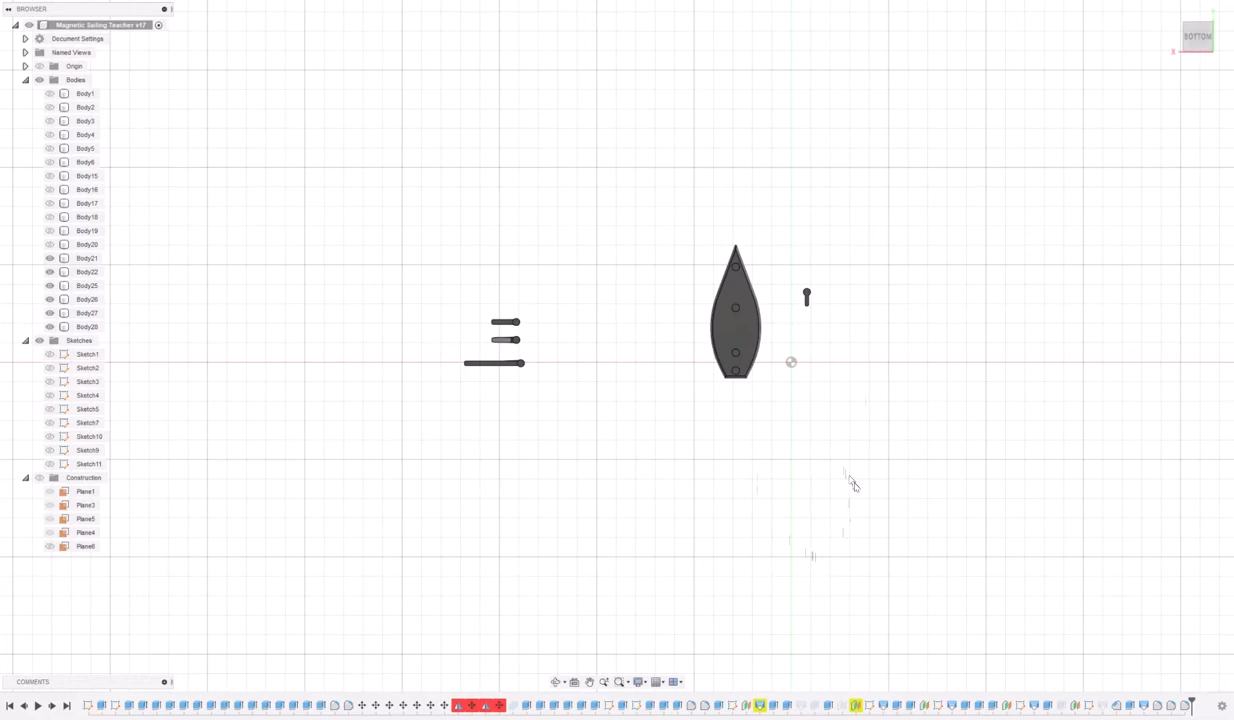 BROWSER
Magnetic Sailing Teacher v17
Document Settings
Named Views
Origin
Bodies
Body1
Body2
Body3
Body4
Body5
Body6
Body15
Body16
Body17
Body18
Body19
Body20
Body21
Body22
Body25
Body26
Body27
Body28
Sketches
Sketch1
Sketch2
Sketch3
Sketch4
Sketch5
Sketch7
Sketch10
Sketch9
Sketch11
Construction
Plane1
Plane3
Plane5
Plane4
Plane6
BOTTOM
X
COMMENTS